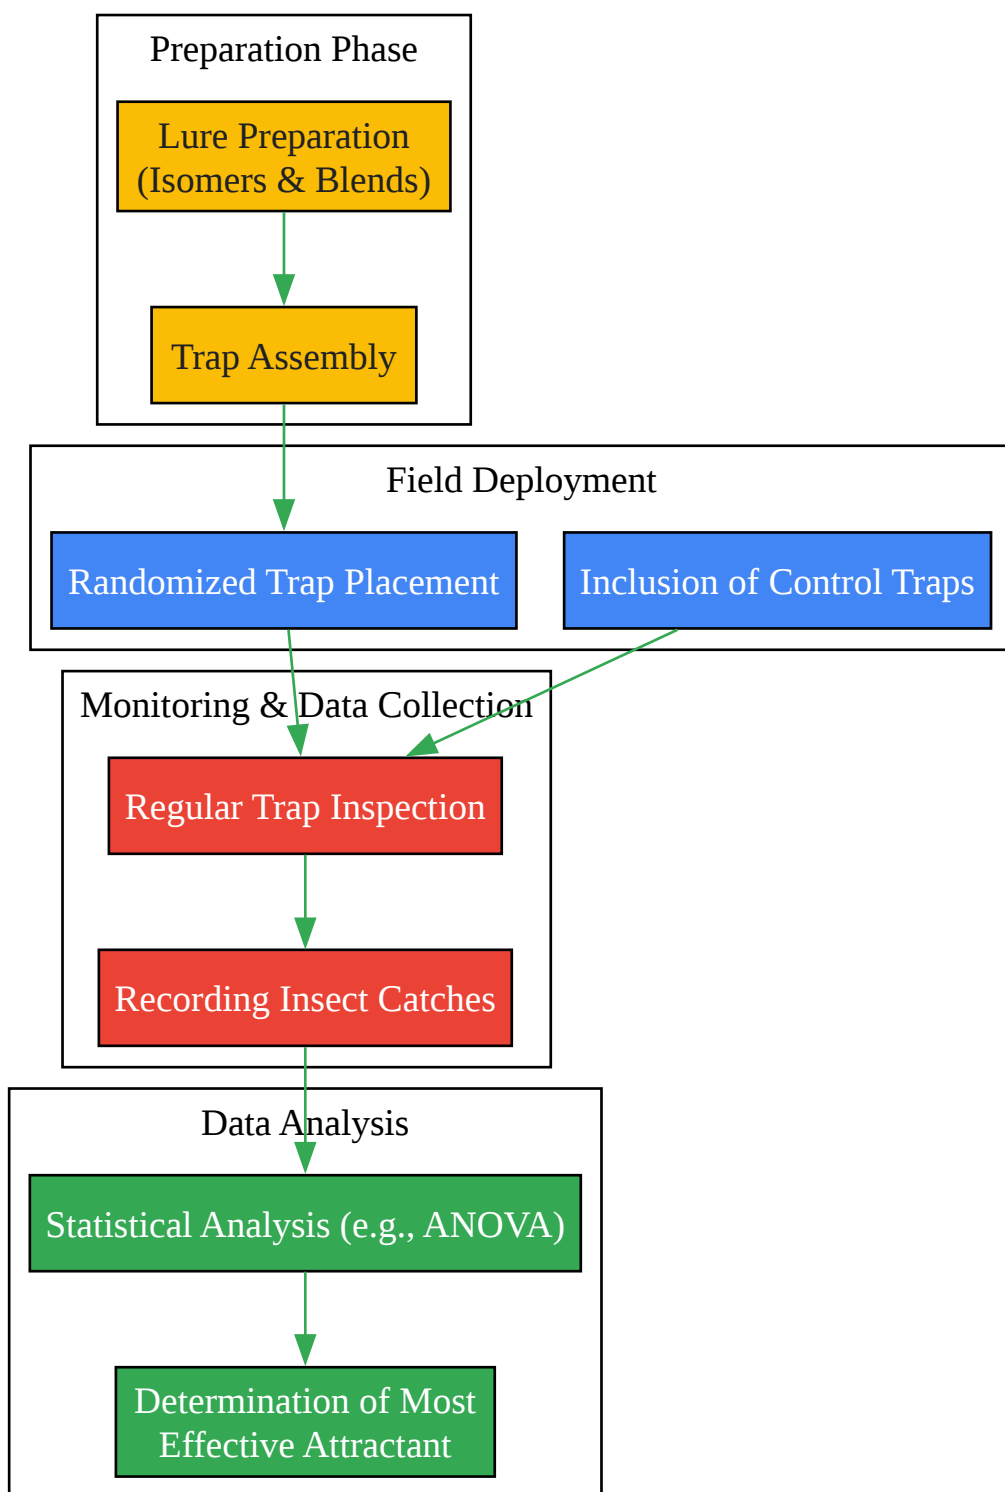 Preparation Phase
Lure Preparation
(Isomers & Blends)
Trap Assembly
Field Deployment
Randomized Trap Placement
Inclusion of Control Traps
Monitoring & Data Collection
Regular Trap Inspection
Recording Insect Catches
Data Analysis
Statistical Analysis (e.g., ANOVA)
Determination of Most
Effective Attractant